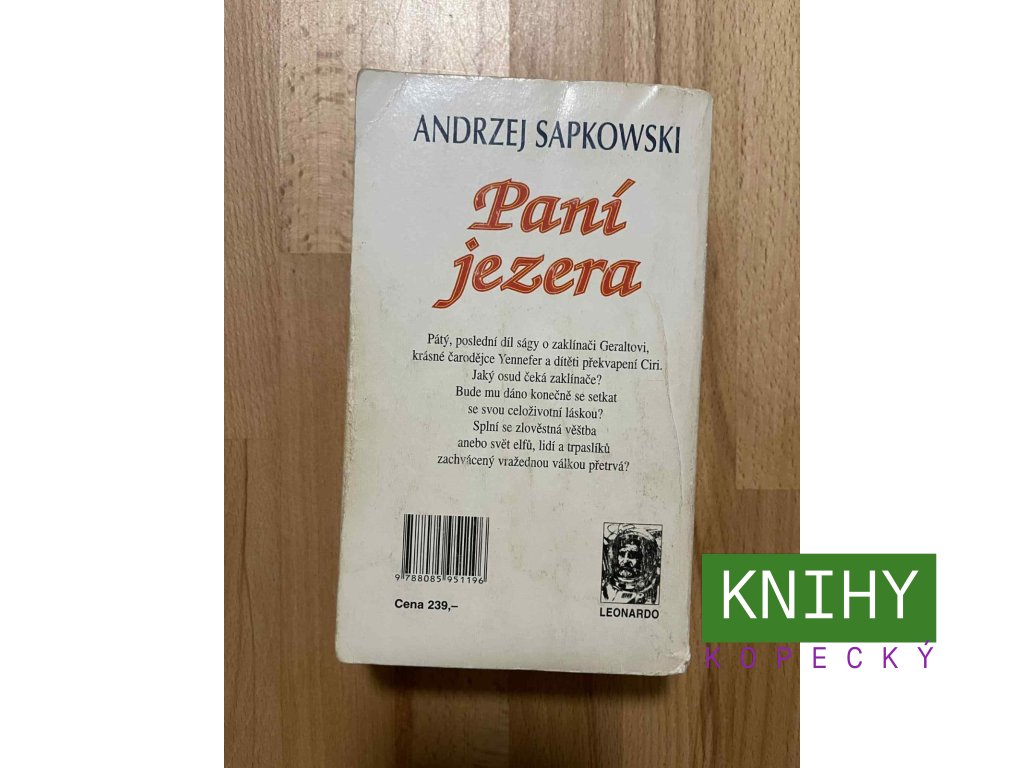 ANDRZEJ SAPKOWSKI
Paní
jezera
Pátý, poslední díl ságy o zaklínači Geraltovi,
krásné čarodějce Yennefer a dítěti překvapení Ciri.
Jaký osud čeká zaklínače?
Bude mu dáno konečně se setkat
se svou celoživotní láskou?
Splní se zlověstná věštba
anebo svět elfů, lidí a trpaslíků
zachvácený vražednou válkou přetrvá?
9 788085 951196
Cena 239,–
LEONARDO
KNIHY
KOPECKÝ